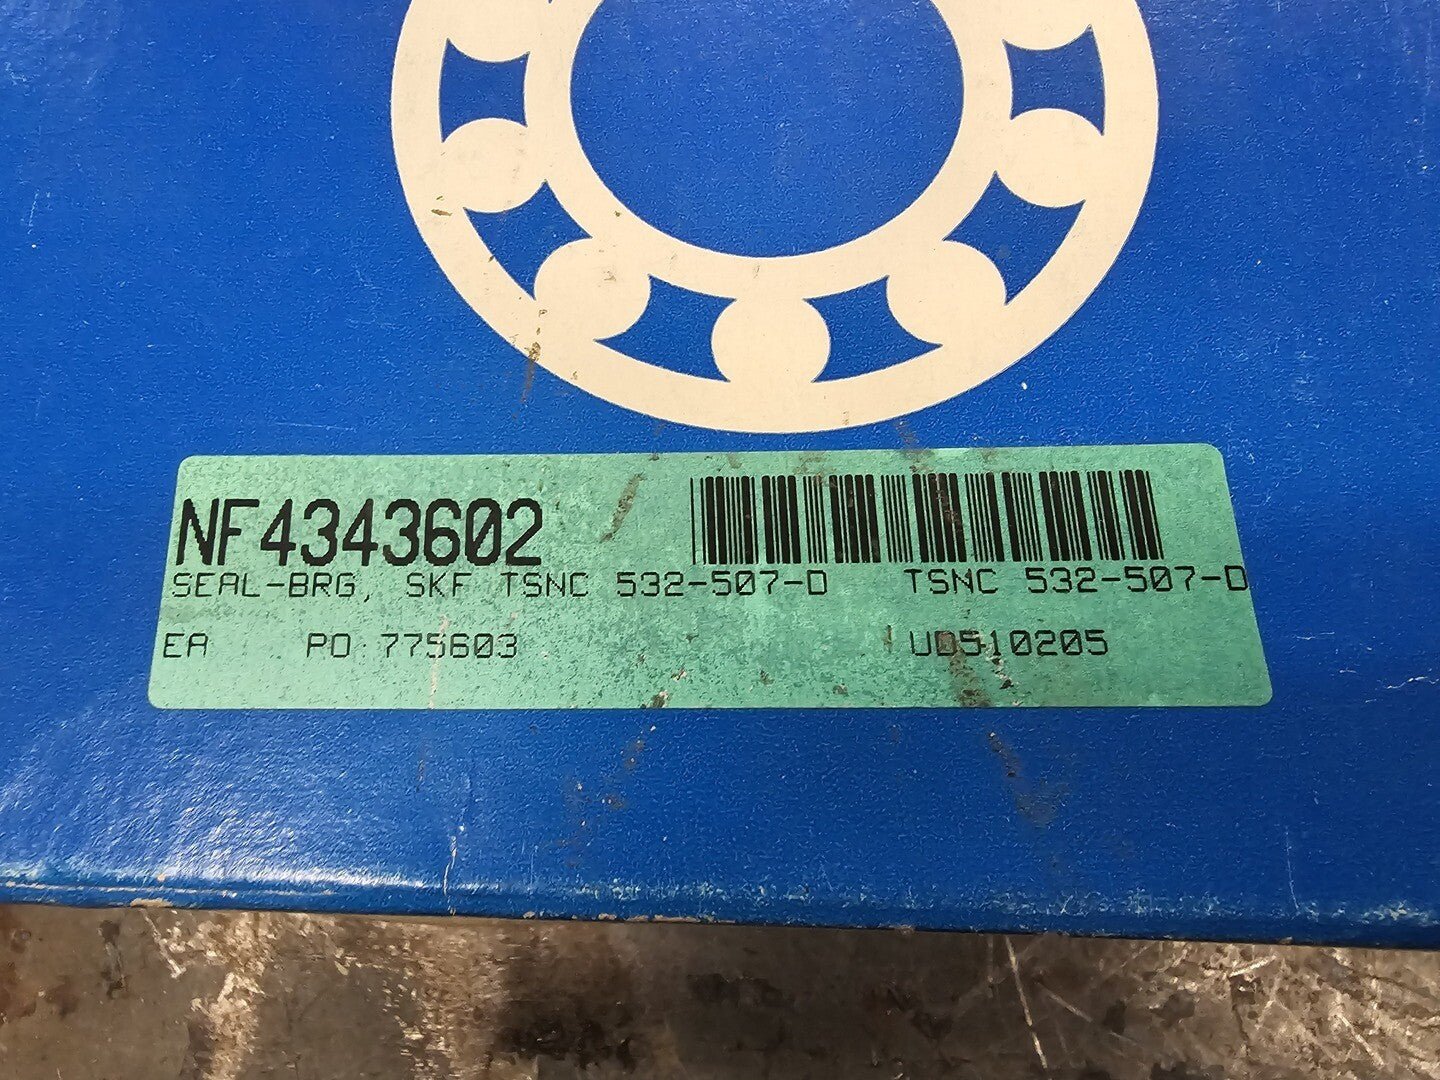 NF4343602
SEAL-BRG, SKF TSNC 532-507-D TSNC 532-507-D
EA PO 775603 UD510205